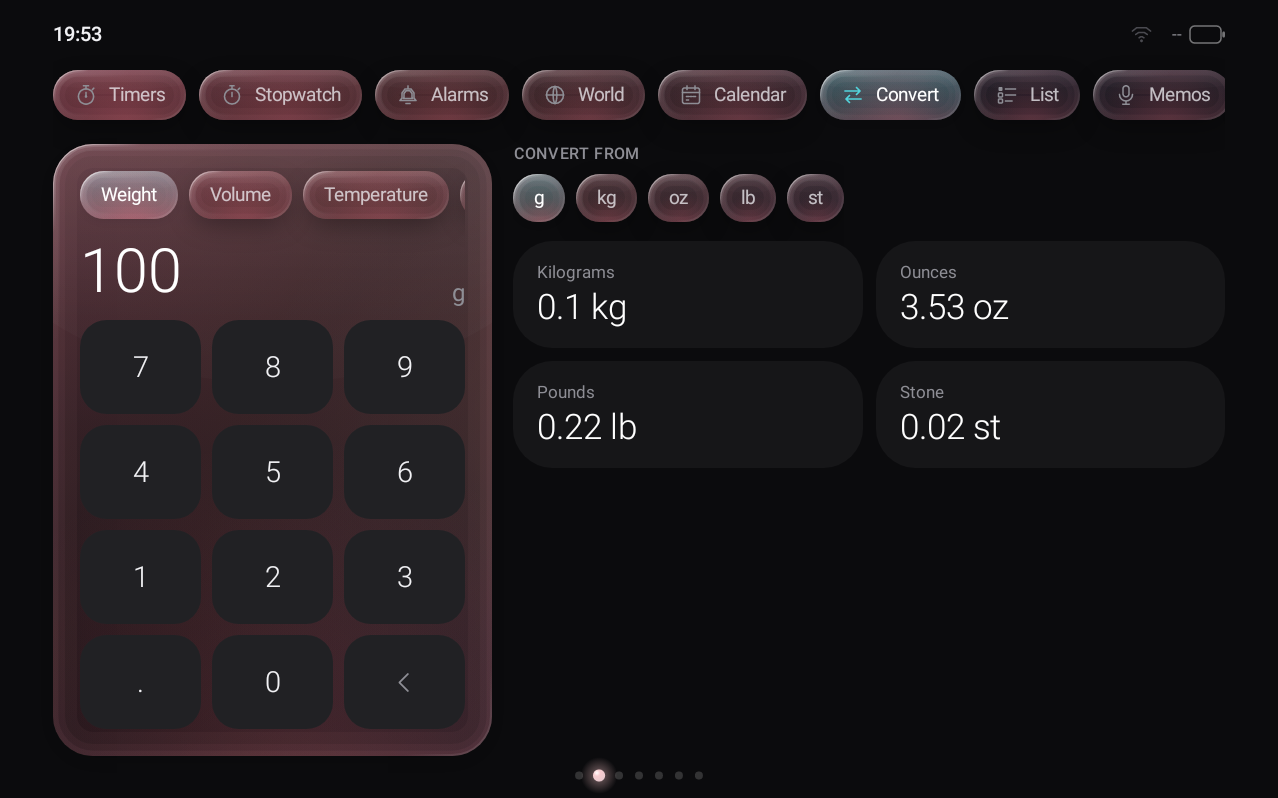 19:53
--
Timers Stopwatch Alarms World Calendar Convert List Memos
Weight Volume Temperature
100 g
7 8 9
4 5 6
1 2 3
. 0
CONVERT FROM
g kg oz lb st
Kilograms
0.1 kg
Ounces
3.53 oz
Pounds
0.22 lb
Stone
0.02 st